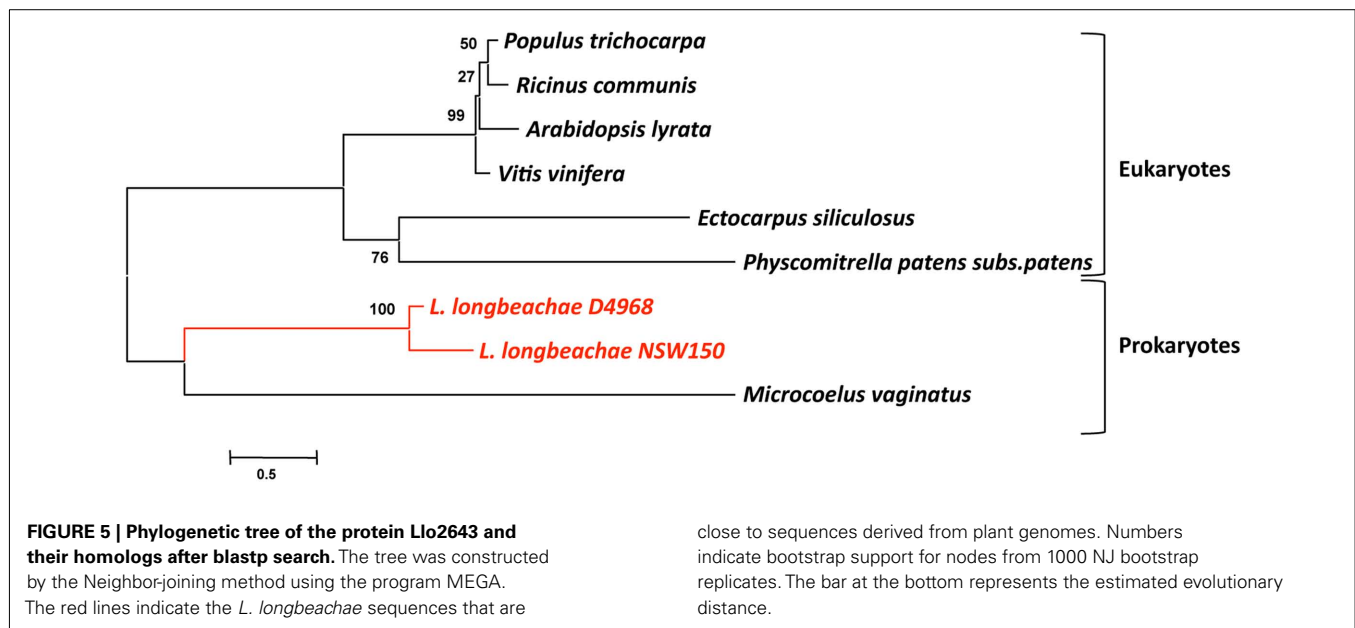 50
Populus trichocarpa
27
Ricinus communis
99
Arabidopsis lyrata
Vitis vinifera
Eukaryotes
Ectocarpus siliculosus
76
Physcomitrella patens subs.patens
100
L. longbeachae D4968
L. longbeachae NSW150
Prokaryotes
Microcoelus vaginatus
0.5
FIGURE 5 | Phylogenetic tree of the protein Llo2643 and
their homologs after blastp search. The tree was constructed
by the Neighbor-joining method using the program MEGA.
The red lines indicate the L. longbeachae sequences that are
close to sequences derived from plant genomes. Numbers
indicate bootstrap support for nodes from 1000 NJ bootstrap
replicates. The bar at the bottom represents the estimated evolutionary
distance.